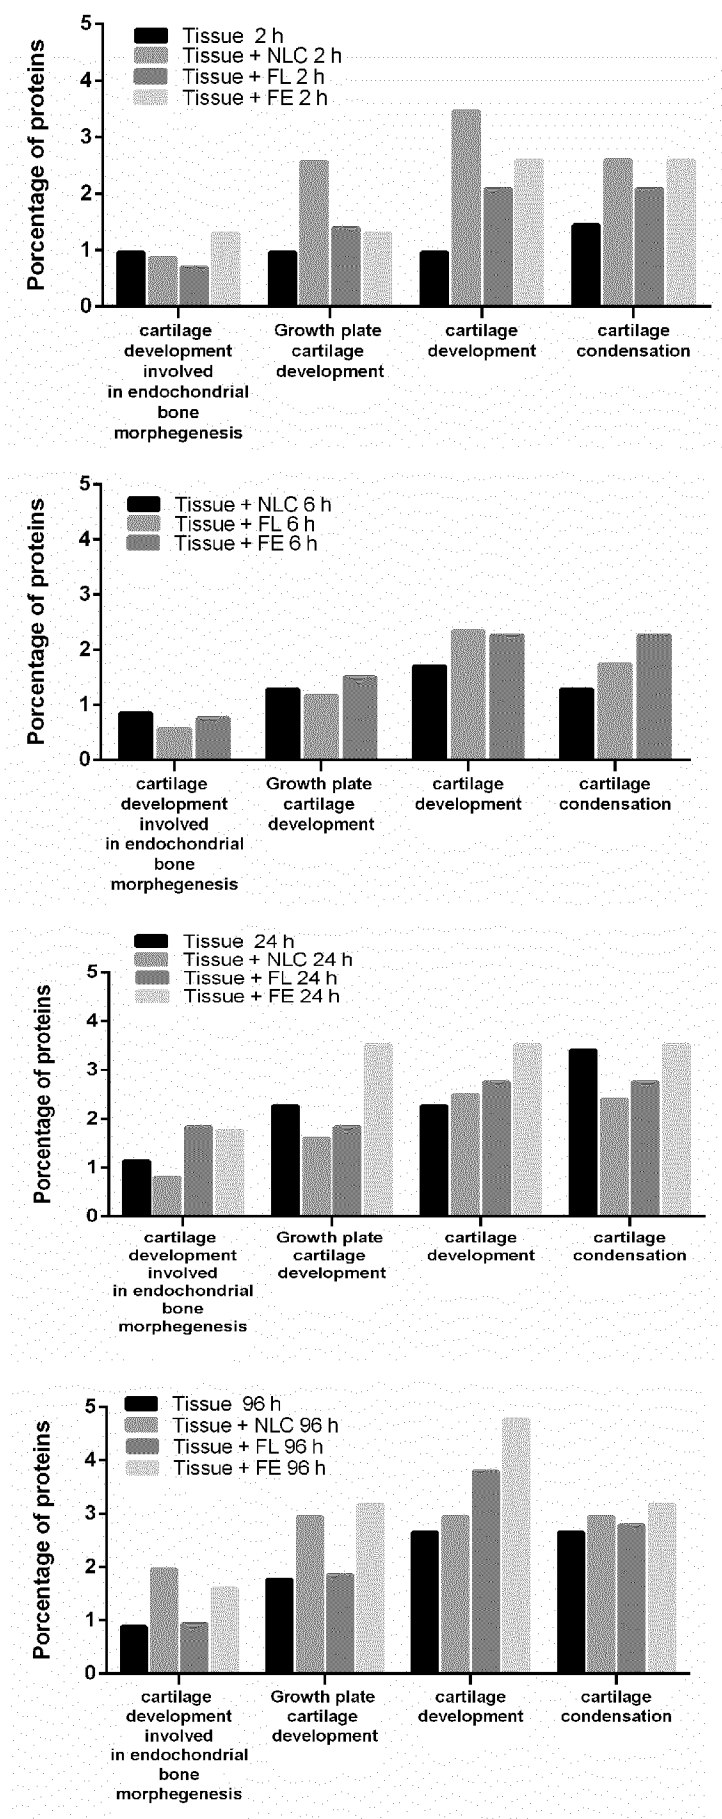 Porcentage of proteins
5
4
3
2
1
0
Tissue 2 h
Tissue + NLC 2 h
Tissue + FL 2 h
Tissue + FE 2 h
cartilage
development
involved
in endochondrial
bone
morphegenesis
Growth plate
cartilage
development
cartilage
development
cartilage
condensation
Porcentage of proteins
5
4
3
2
1
0
Tissue + NLC 6 h
Tissue + FL 6 h
Tissue + FE 6 h
cartilage
development
involved
in endochondrial
bone
morphegenesis
Growth plate
cartilage
development
cartilage
development
cartilage
condensation
Porcentage of proteins
5
4
3
2
1
0
Tissue 24 h
Tissue + NLC 24 h
Tissue + FL 24 h
Tissue + FE 24 h
cartilage
development
involved
in endochondrial
bone
morphegenesis
Growth plate
cartilage
development
cartilage
development
cartilage
condensation
Porcentage of proteins
5
4
3
2
1
0
Tissue 96 h
Tissue + NLC 96 h
Tissue + FL 96 h
Tissue + FE 96 h
cartilage
development
involved
in endochondrial
bone
morphegenesis
Growth plate
cartilage
development
cartilage
development
cartilage
condensation